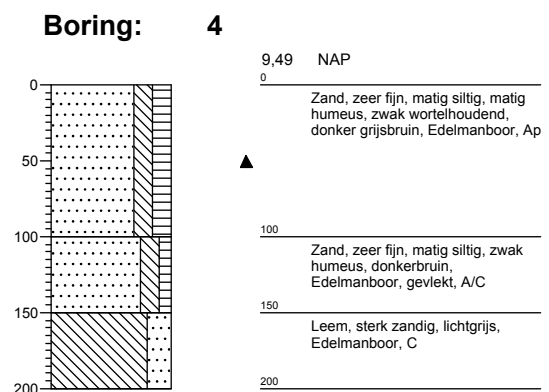 Boring: 4
9,49 NAP
0
0
Zand, zeer fijn, matig siltig, matig
humeus, zwak wortelhoudend,
donker grijsbruin, Edelmanboor, Ap
50
100
100
Zand, zeer fijn, matig siltig, zwak
humeus, donkerbruin,
Edelmanboor, gevlekt, A/C
150
150
Leem, sterk zandig, lichtgrijs,
Edelmanboor, C
200
200